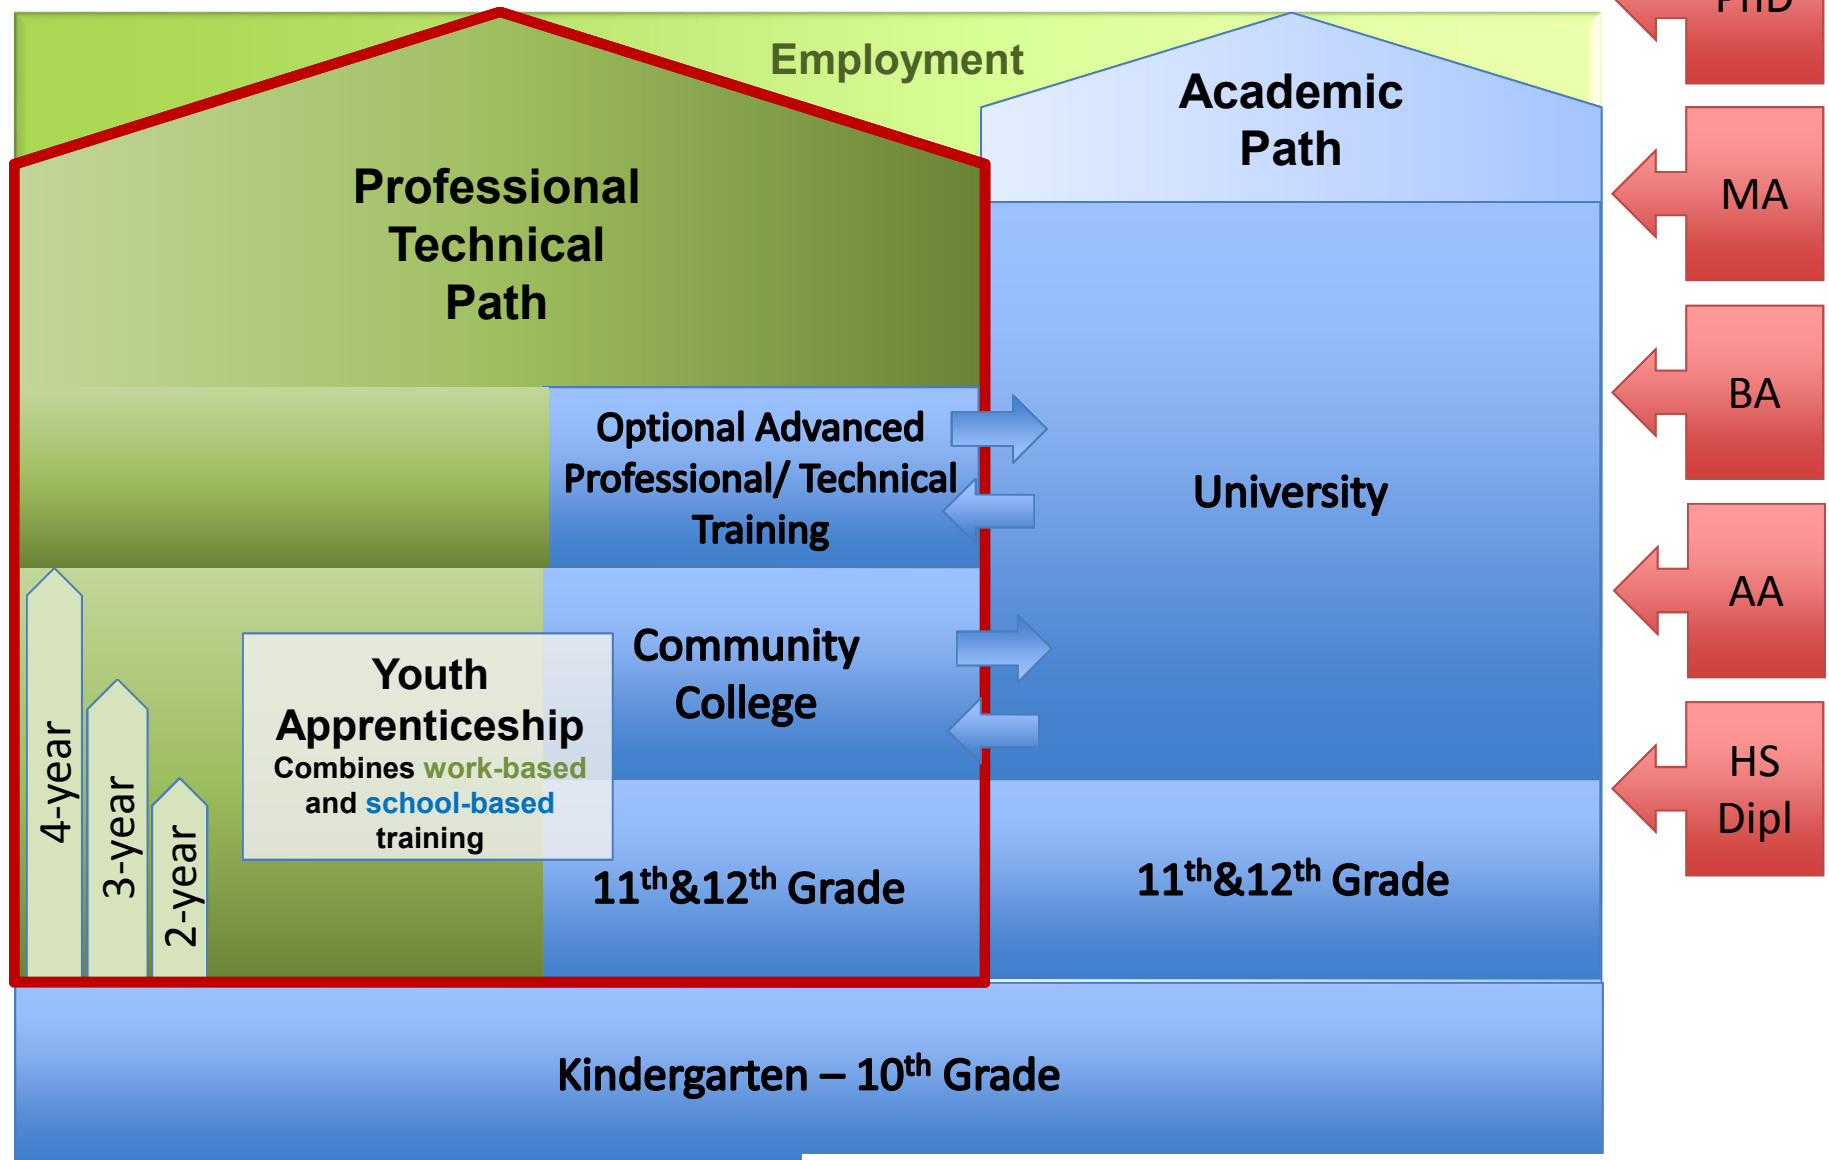 PhD
Employment
Academic
Path
MA
Professional
Technical
Path
BA
Optional Advanced
Professional/ Technical
Training
University
AA
Community
College
Youth
Apprenticeship
Combines work-based
and school-based
training
4-year
3-year
2-year
HS
Dipl
11th&12th Grade
11th&12th Grade
Kindergarten – 10th Grade